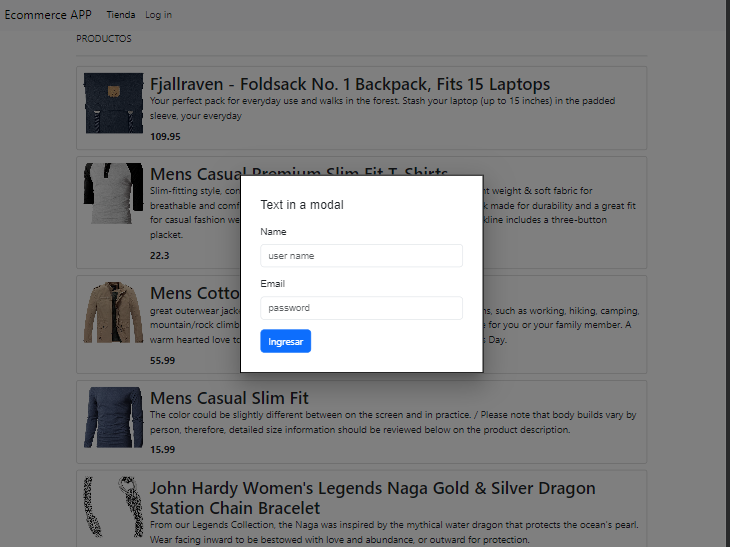 Ecommerce APP Tienda Log in
PRODUCTOS
Fjallraven - Foldsack No. 1 Backpack, Fits 15 Laptops
Your perfect pack for everyday use and walks in the forest. Stash your laptop (up to 15 inches) in the padded
sleeve, your everyday
109.95
Mens Casual Premium Slim Fit T-Shirts
Slim-fitting style, con
nt weight & soft fabric for
breathable and comf
k made for durability and a great fit
for casual fashion we
kline includes a three-button
placket.
22.3
Text in a modal
Name
user name
Email
password
Ingresar
Mens Cotto
great outerwear jack
ns, such as working, hiking, camping,
mountain/rock climb
e for you or your family member. A
warm hearted love to
s Day.
55.99
Mens Casual Slim Fit
The color could be slightly different between on the screen and in practice. / Please note that body builds vary by
person, therefore, detailed size information should be reviewed below on the product description.
15.99
John Hardy Women's Legends Naga Gold & Silver Dragon
Station Chain Bracelet
From our Legends Collection, the Naga was inspired by the mythical water dragon that protects the ocean's pearl.
Wear facing inward to be bestowed with love and abundance, or outward for protection.